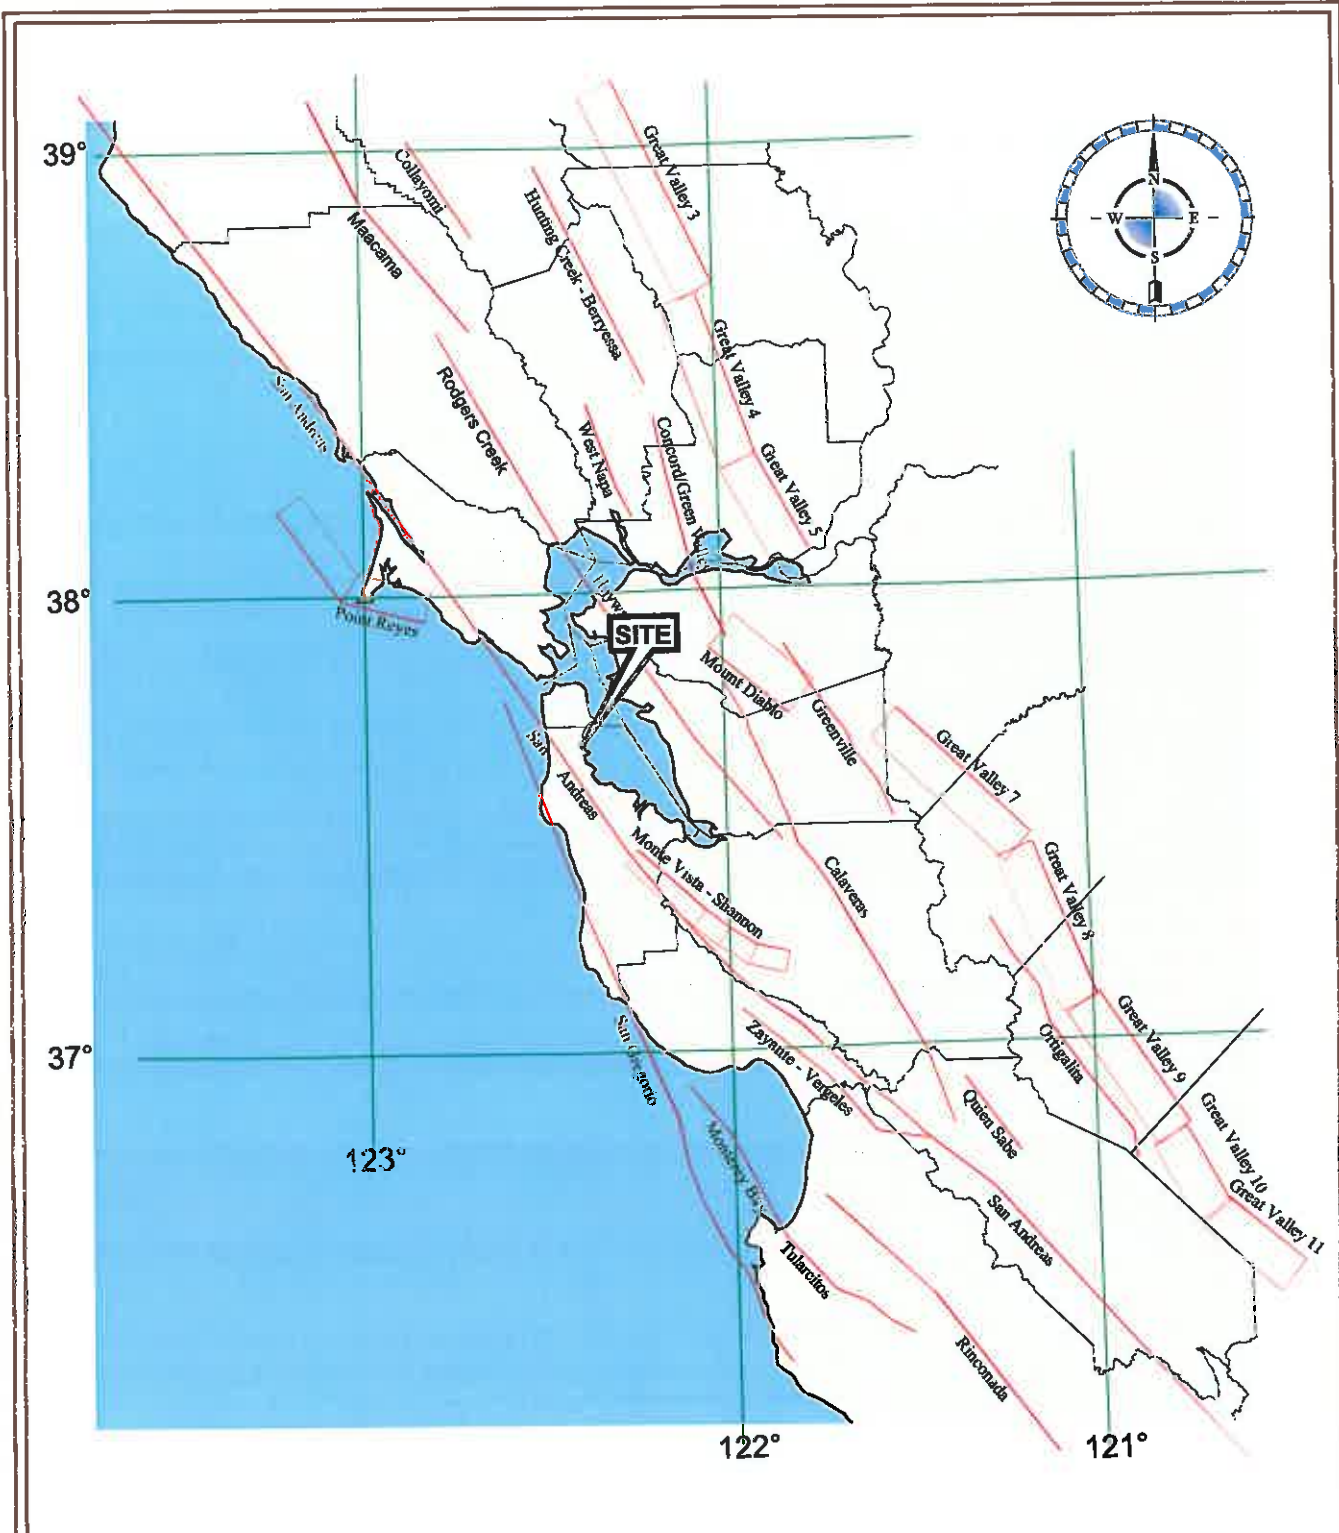 39°
Collayomi
Great Valley 3
N
W
E
S
Maacama
Hunting Creek - Berryessa
Great Valley 4
San Andreas
Rodgers Creek
West Napa
Concord/Green
Great Valley 5
38°
Point Reyes
SITE
Mount Diablo
Greenville
San
Andreas
Great Valley 7
Monte Vista - Shannon
Calaveras
Great Valley 8
37°
San Gregorio
Zayante - Vergeles
Ortigalita
Great Valley 9
Quien Sabe
Great Valley 10
123°
Monterey Bay
San Andreas
Great Valley 11
Tularcitos
Rinconada
122°
121°